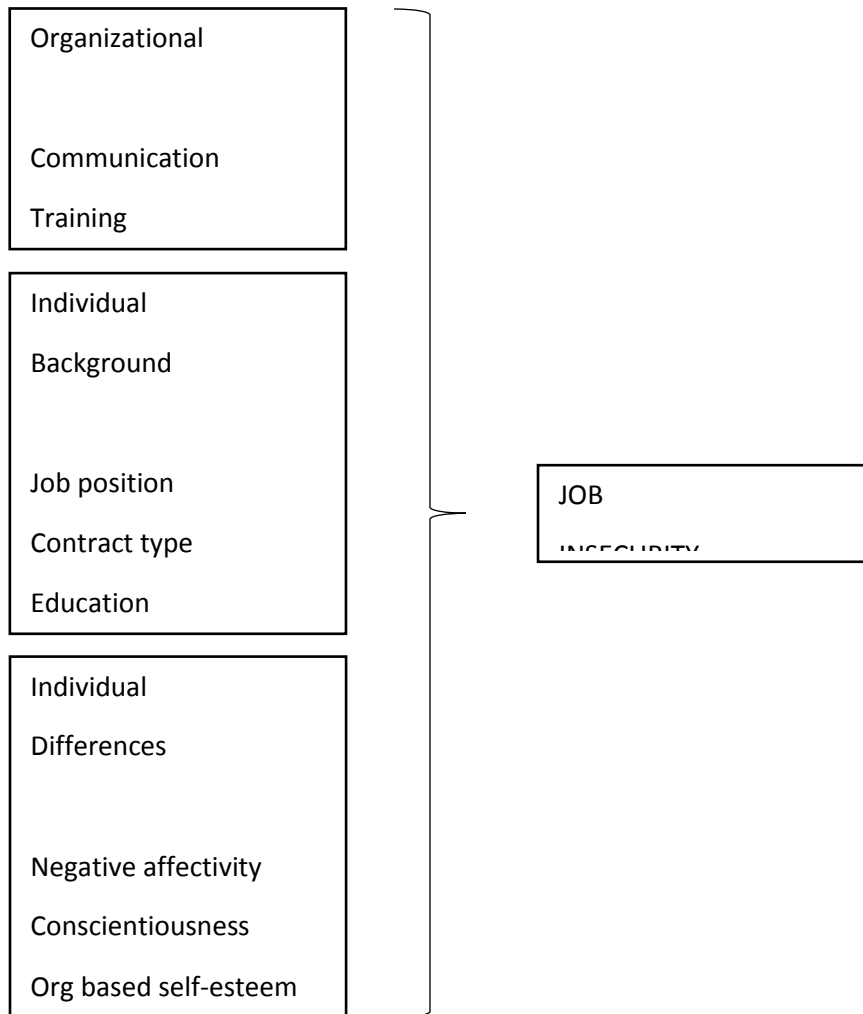 Organizational
Communication
Training
Individual
Background
Job position
Contract type
Education
Individual
Differences
Negative affectivity
Conscientiousness
Org based self-esteem
JOB
INSECURITY